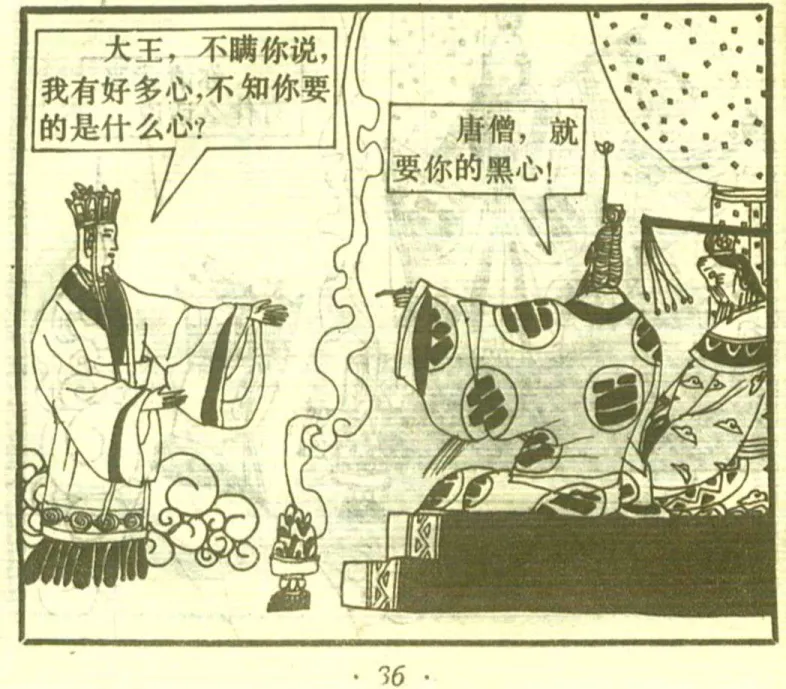 大王，不瞒你说，
我有好多心，不知你要
的是什么心？
唐僧，就
要你的黑心！
· 36 ·